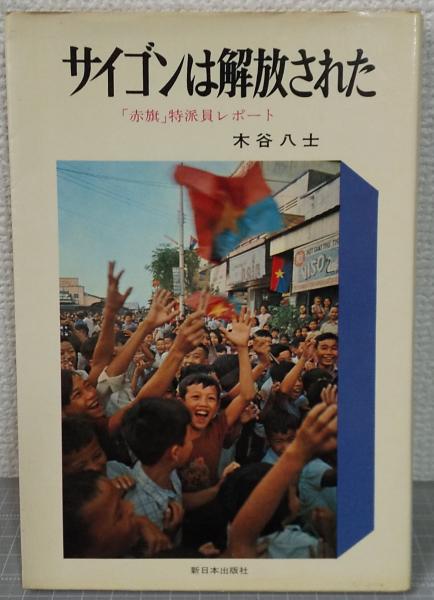 サイゴンは解放された
「赤旗」特派員レポート
木谷八士
新日本出版社